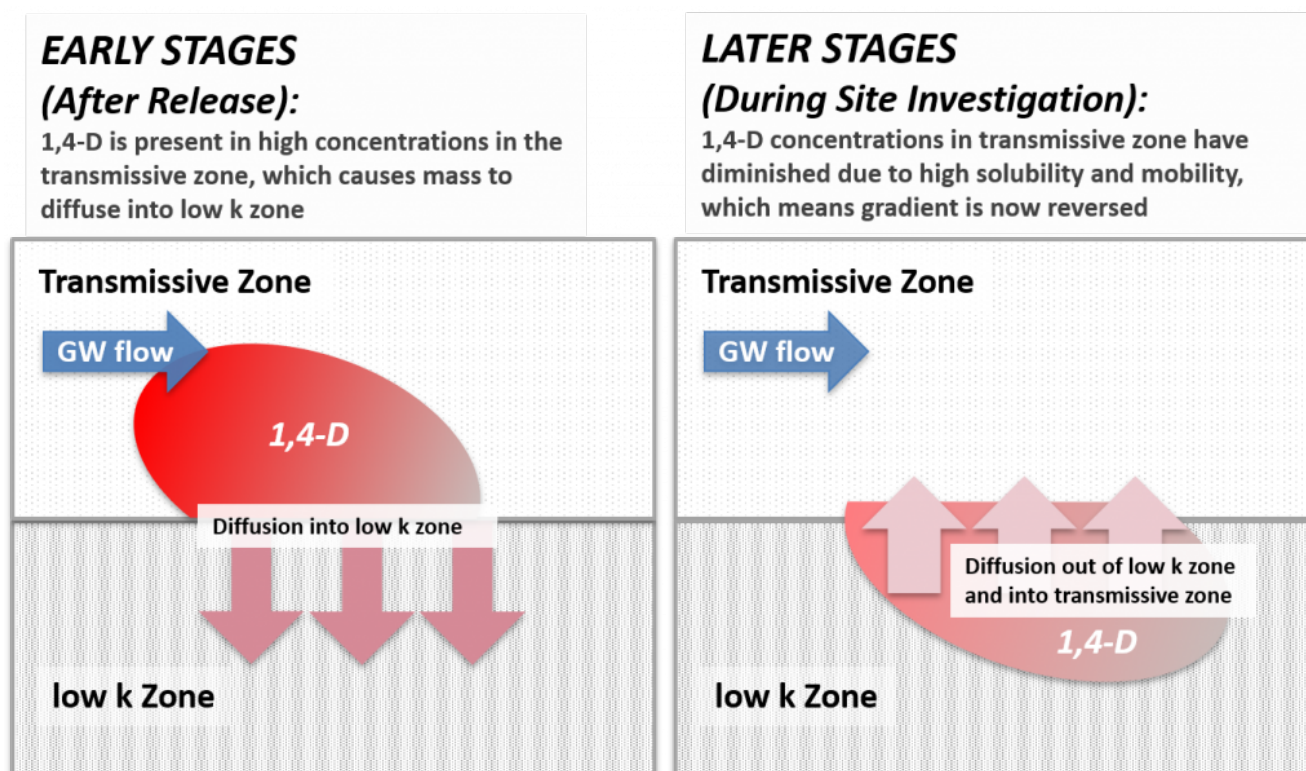 EARLY STAGES
(After Release):
1,4-D is present in high concentrations in the
transmissive zone, which causes mass to
diffuse into low k zone
Transmissive Zone
GW flow
1,4-D
Diffusion into low k zone
low k Zone
LATER STAGES
(During Site Investigation):
1,4-D concentrations in transmissive zone have
diminished due to high solubility and mobility,
which means gradient is now reversed
Transmissive Zone
GW flow
Diffusion out of low k zone
and into transmissive zone
1,4-D
low k Zone